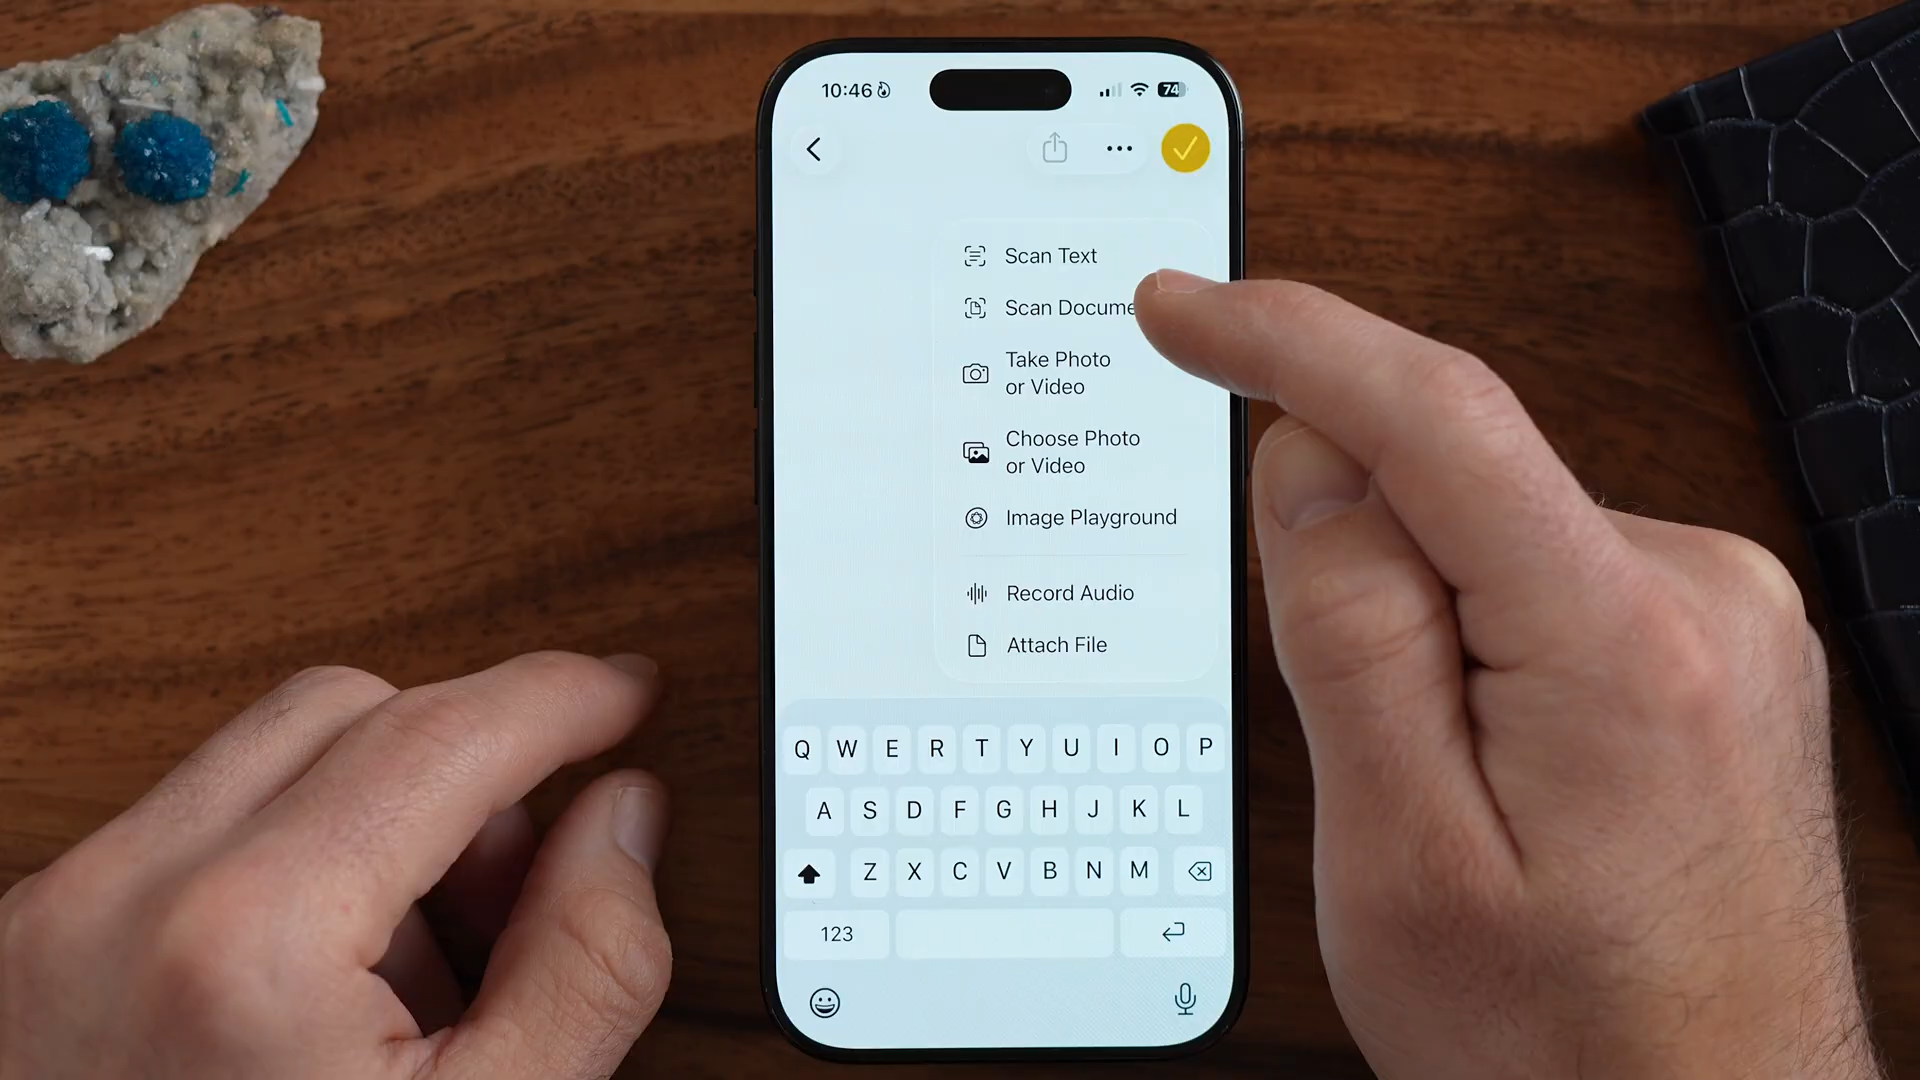 10:46
74
Scan Text
Scan Docume
Take Photo
or Video
Choose Photo
or Video
Image Playground
Record Audio
Attach File
Q W E R T Y U I O P
A S D F G H J K L
Z X C V B N M
123